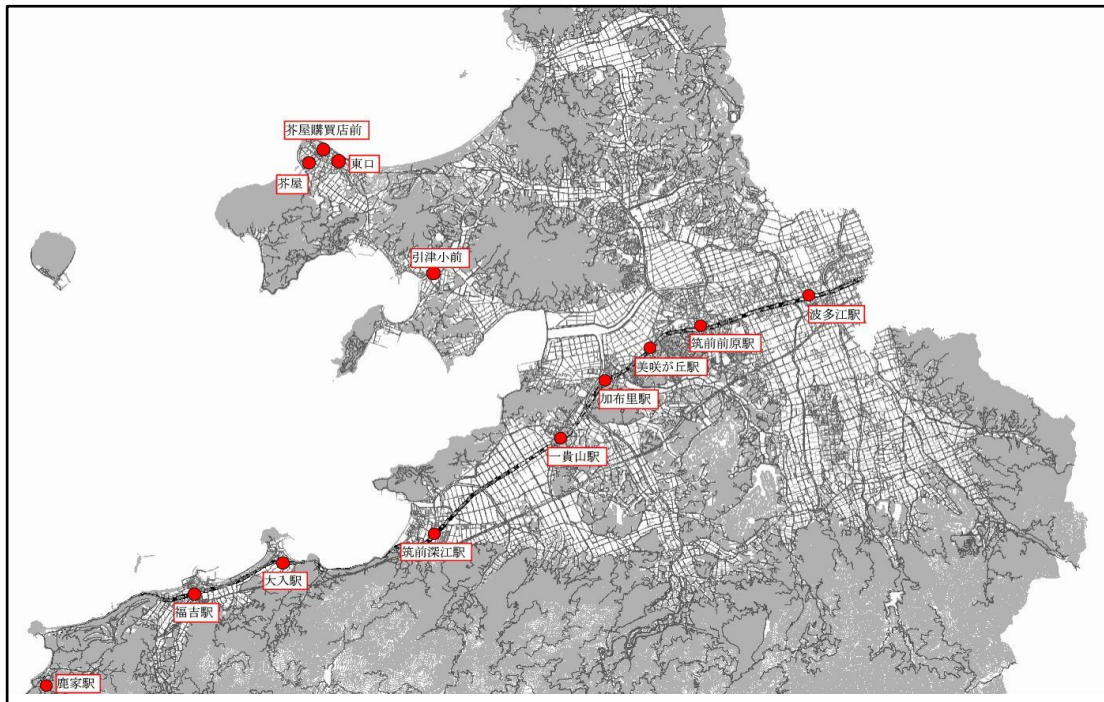 芥屋購買店前
東口
芥屋
引津小前
波多江駅
筑前前原駅
美咲が丘駅
加布里駅
一貴山駅
筑前深江駅
大入駅
福吉駅
鹿家駅